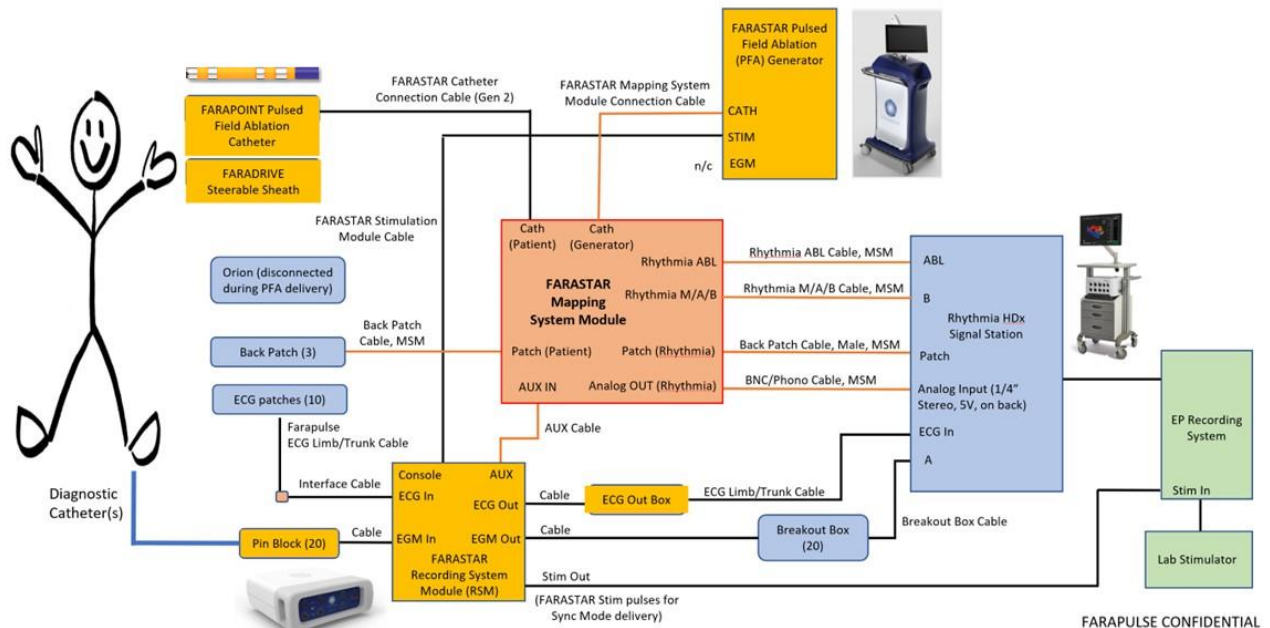 FARASTAR Pulsed
Field Ablation
(PFA) Generator
CATH
STIM
EGM
n/c
FARASTAR Catheter
Connection Cable (Gen 2)
FARASTAR Mapping System
Module Connection Cable
FARAPOINT Pulsed
Field Ablation
Catheter
FARADRIVE
Steerable Sheath
FARASTAR Stimulation
Module Cable
Orion (disconnected
during PFA delivery)
Back Patch (3)
Back Patch
Cable, MSM
ECG patches (10)
Farapulse
ECG Limb/Trunk Cable
Cath
(Patient)
Cath
(Generator)
Rhythmia ABL
FARASTAR
Mapping
System Module
Rhythmia M/A/B
Patch (Patient)
Patch (Rhythmia)
AUX IN
Analog OUT (Rhythmia)
Rhythmia ABL Cable, MSM
Rhythmia M/A/B Cable, MSM
Back Patch Cable, Male, MSM
BNC/Phono Cable, MSM
ABL
B
Rhythmia HDx
Signal Station
Patch
Analog Input (1/4"
Stereo, 5V, on back)
ECG In
A
AUX Cable
Interface Cable
Console
AUX
ECG In
ECG Out
EGM In
EGM Out
FARASTAR
Recording System
Module (RSM)
Cable
ECG Out Box
ECG Limb/Trunk Cable
Cable
Breakout Box
(20)
Breakout Box Cable
Diagnostic
Catheter(s)
Pin Block (20)
Cable
Stim Out
(FARASTAR Stim pulses for
Sync Mode delivery)
EP Recording
System
Stim In
Lab Stimulator
FARAPULSE CONFIDENTIAL